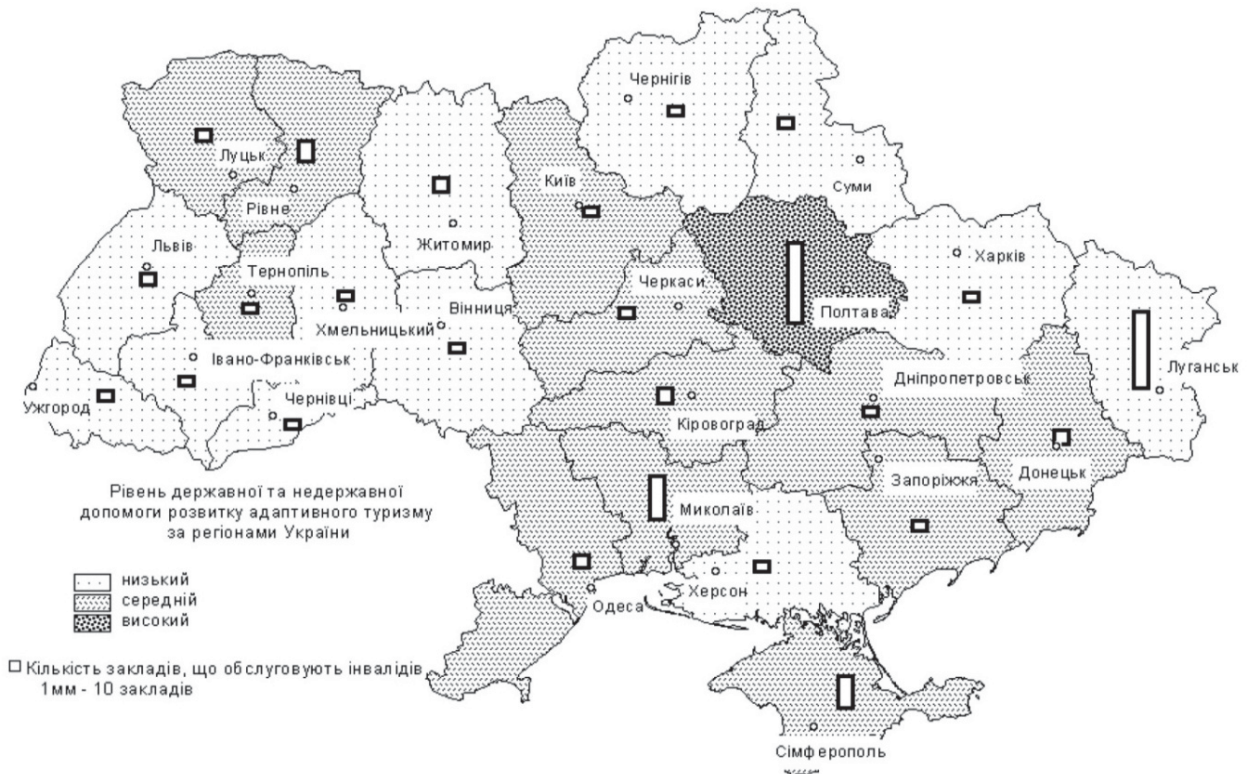 Чернігів
Луцьк
Київ
Суми
Рівне
Житомир
Львів
Харків
Тернопіль
Черкаси
Вінниця
Полтава
Хмельницький
Івано-Франківськ
Луганськ
Дніпропетровськ
Чернівці
Ужгород
Кіровоград
Запоріжжя
Донецьк
Миколаїв
Рівень державної та недержавної
допомоги розвитку адаптивного туризму
за регіонами України
низький
середній
високий
Херсон
Одеса
Кількість закладів, що обслуговують інвалідів
1мм - 10 закладів
Сімферополь